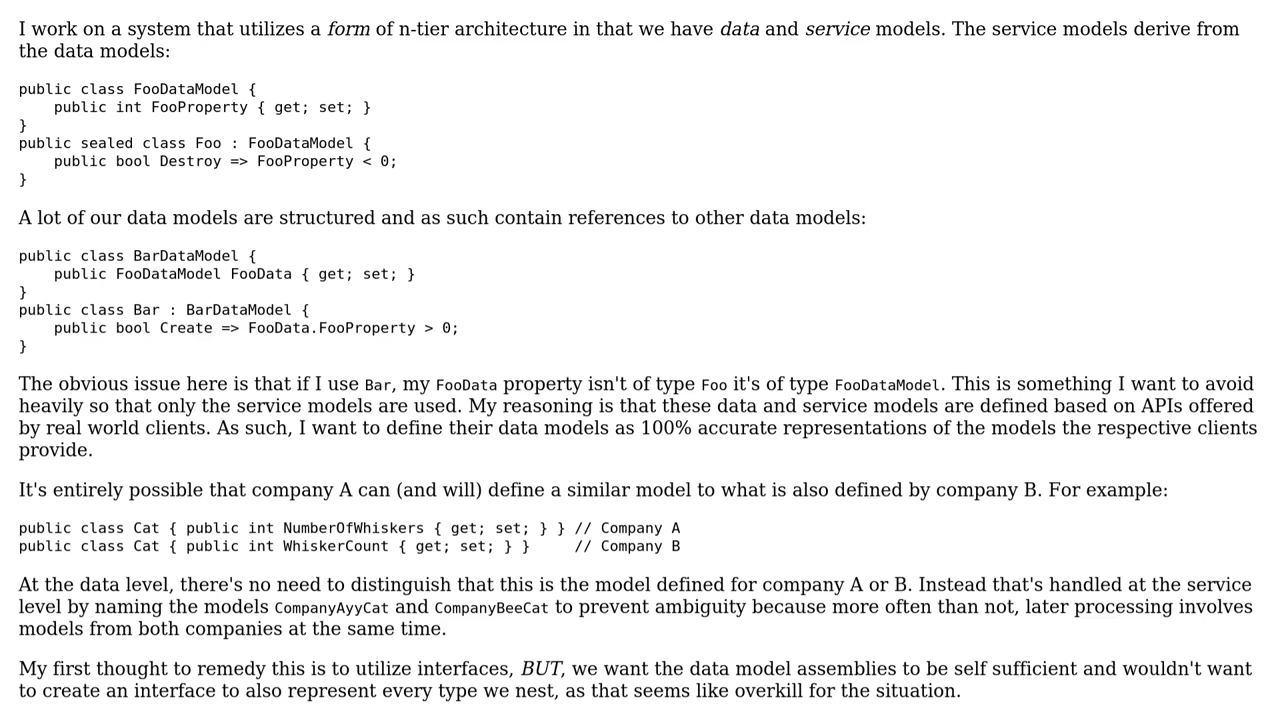 I work on a system that utilizes a form of n-tier architecture in that we have data and service models. The service models derive from
the data models:
public class FooDataModel {
    public int FooProperty { get; set; }
}
public sealed class Foo : FooDataModel {
    public bool Destroy => FooProperty < 0;
}
A lot of our data models are structured and as such contain references to other data models:
public class BarDataModel {
    public FooDataModel FooData { get; set; }
}
public class Bar : BarDataModel {
    public bool Create => FooData.FooProperty > 0;
}
The obvious issue here is that if I use Bar, my FooData property isn't of type Foo it's of type FooDataModel. This is something I want to avoid
heavily so that only the service models are used. My reasoning is that these data and service models are defined based on APIs offered
by real world clients. As such, I want to define their data models as 100% accurate representations of the models the respective clients
provide.
It's entirely possible that company A can (and will) define a similar model to what is also defined by company B. For example:
public class Cat { public int NumberOfWhiskers { get; set; } } // Company A
public class Cat { public int WhiskerCount { get; set; } }     // Company B
At the data level, there's no need to distinguish that this is the model defined for company A or B. Instead that's handled at the service
level by naming the models CompanyAyyCat and CompanyBeeCat to prevent ambiguity because more often than not, later processing involves
models from both companies at the same time.
My first thought to remedy this is to utilize interfaces, BUT, we want the data model assemblies to be self sufficient and wouldn't want
to create an interface to also represent every type we nest, as that seems like overkill for the situation.